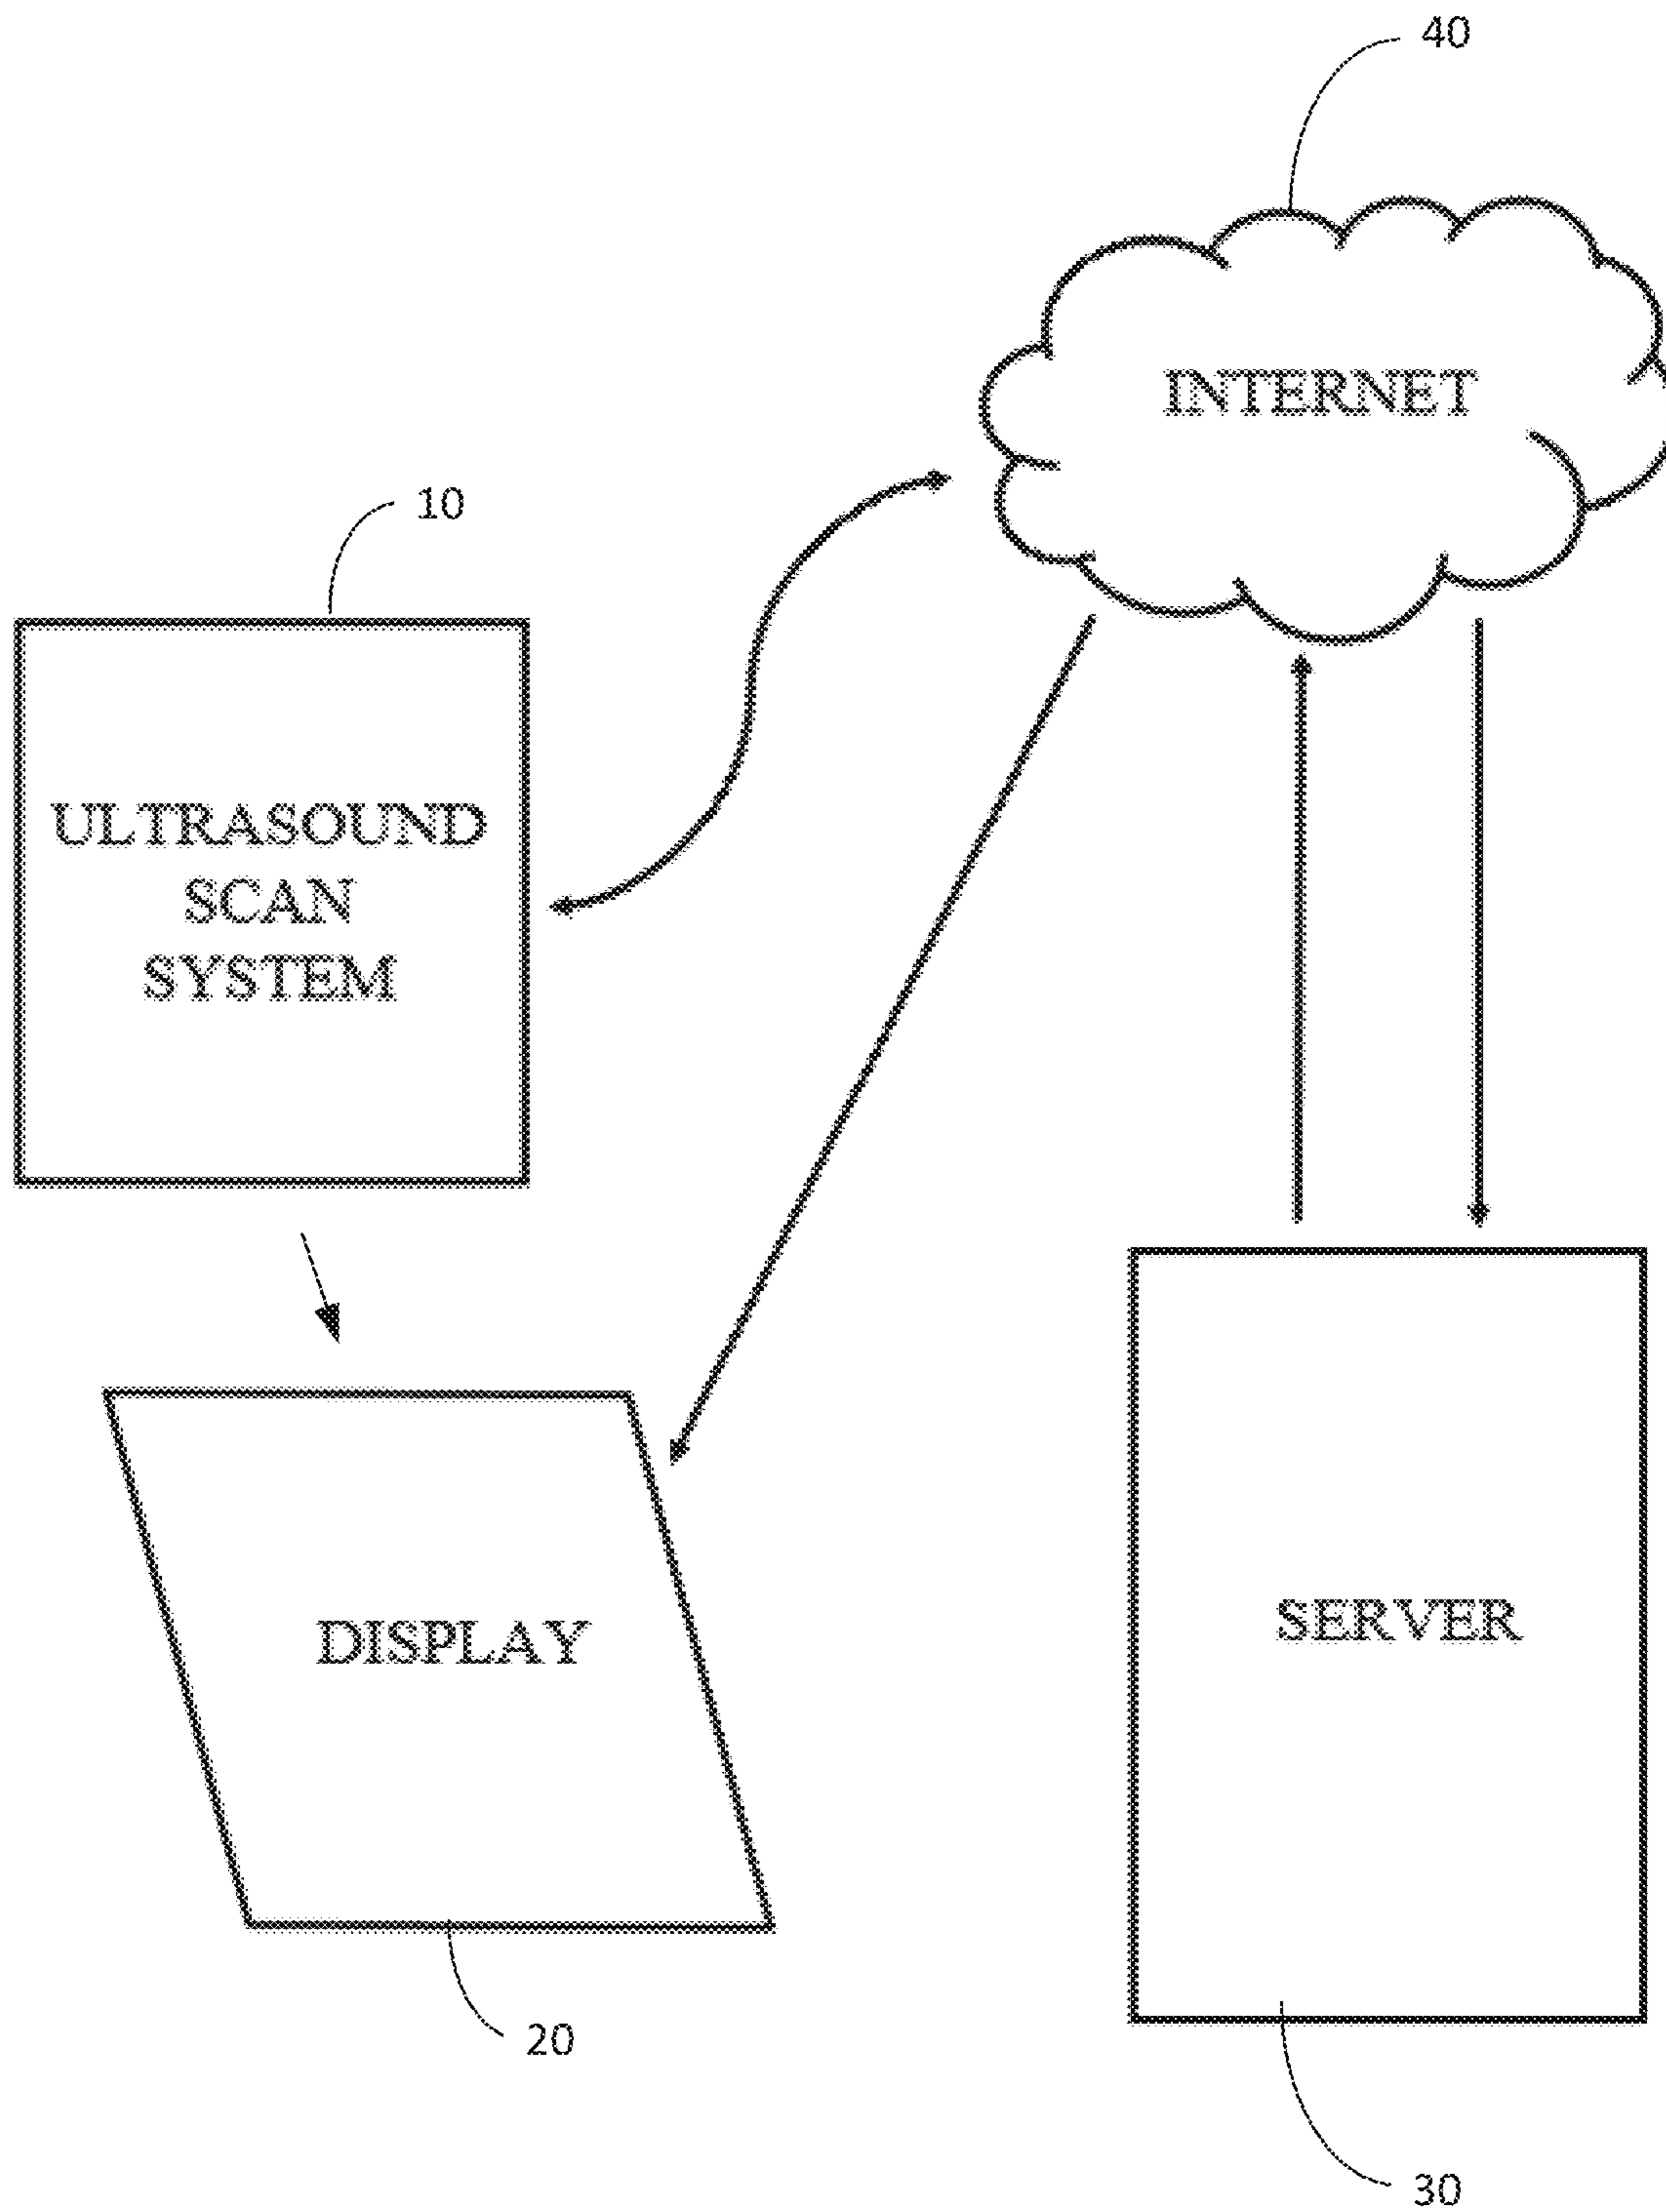 40
INTERNET
10
ULTRASOUND
SCAN
SYSTEM
DISPLAY
SERVER
20
30